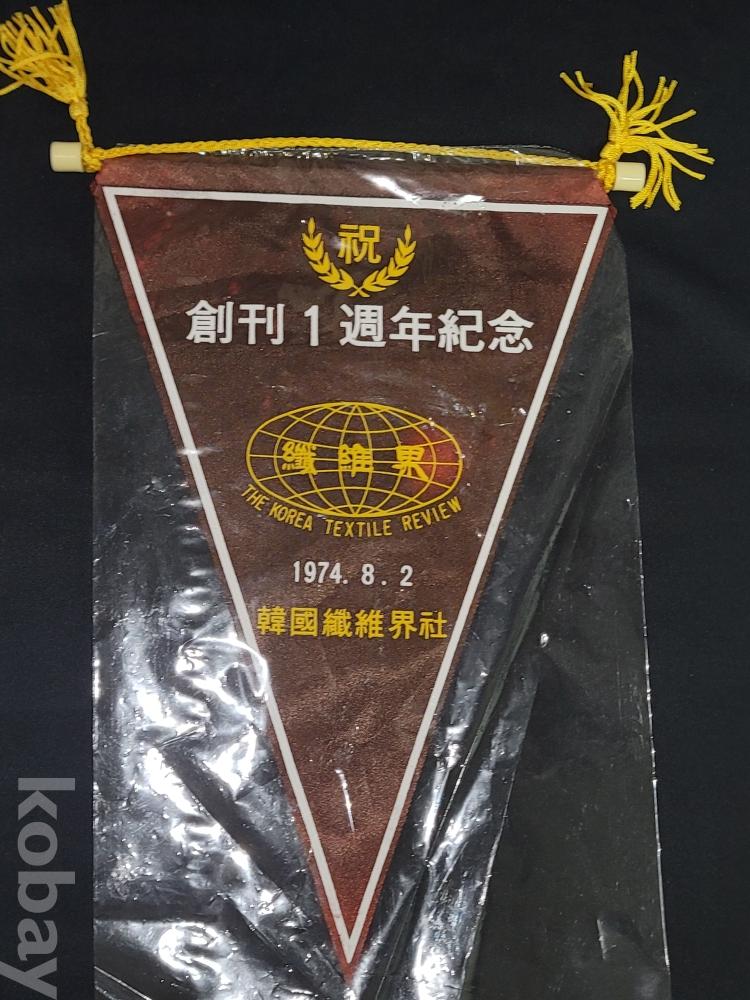 祝
創刊1週年紀念
纖維界
THE KOREA TEXTILE REVIEW
1974. 8. 2
韓國纖維界社
kobay